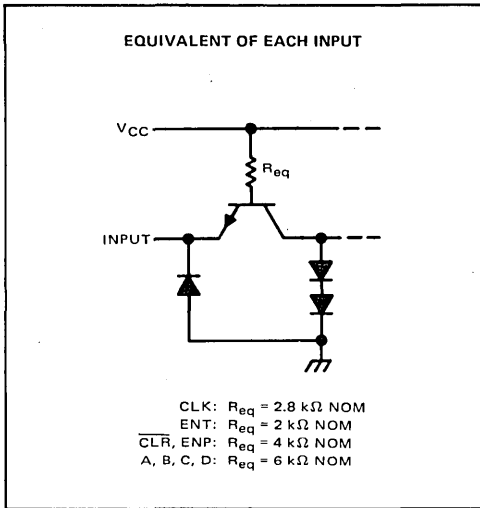 EQUIVALENT OF EACH INPUT
VCC
Req
INPUT
CLK: Req = 2.8 kΩ NOM
ENT: Req = 2 kΩ NOM
C̅L̅R̅, ENP: Req = 4 kΩ NOM
A, B, C, D: Req = 6 kΩ NOM